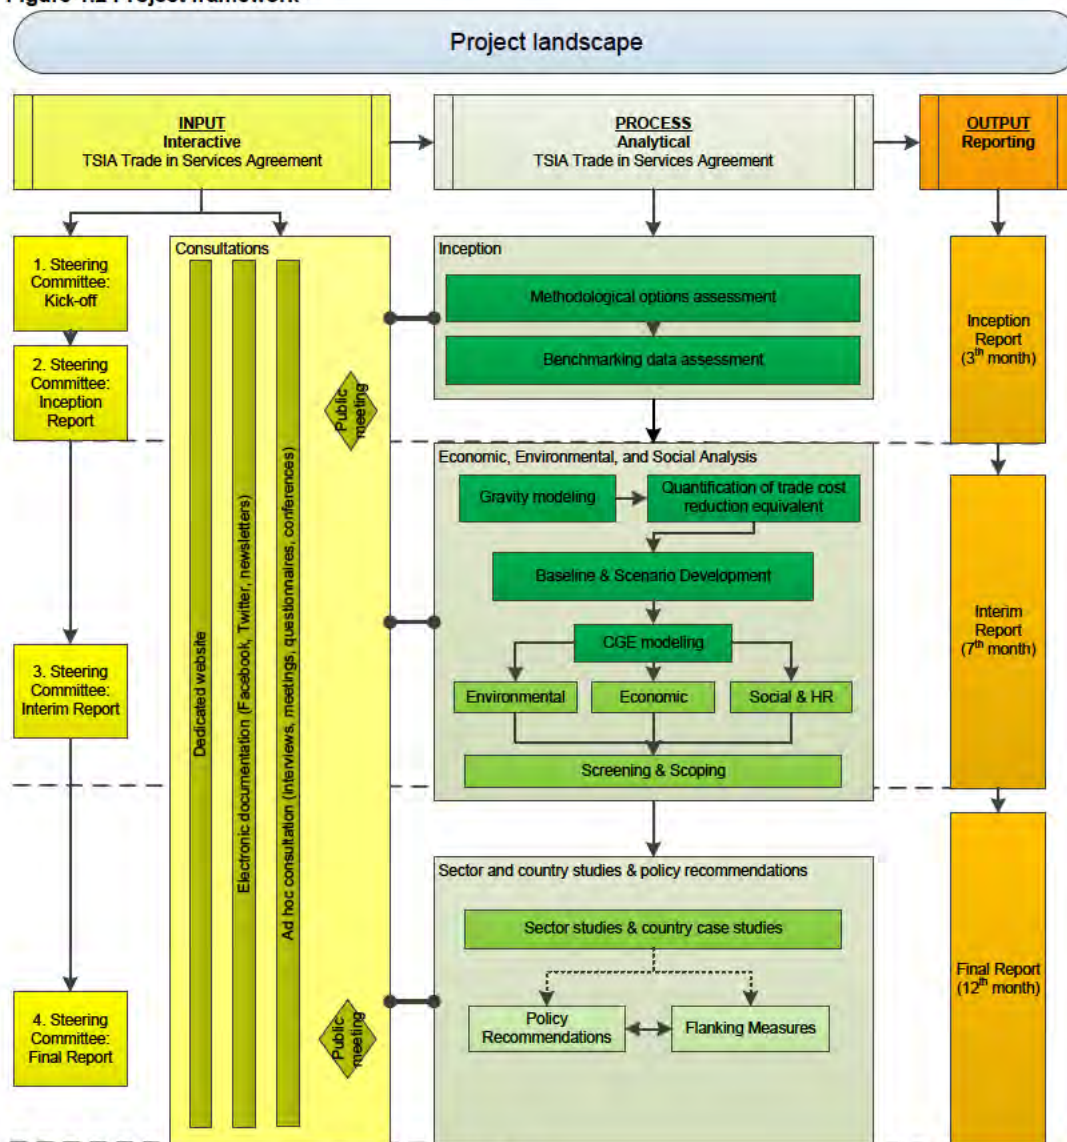 Project landscape
INPUT
Interactive
TSIA Trade in Services Agreement
PROCESS
Analytical
TSIA Trade in Services Agreement
OUTPUT
Reporting
1. Steering
Committee:
Kick-off
2. Steering
Committee:
Inception
Report
3. Steering
Committee:
Interim Report
4. Steering
Committee:
Final Report
Consultations
Dedicated website
Electronic documentation (Facebook, Twitter, newsletters)
Ad hoc consultation (interviews, meetings, questionnaires, conferences)
Public
meeting
Public
meeting
Inception
Methodological options assessment
Benchmarking data assessment
Economic, Environmental, and Social Analysis
Gravity modeling
Quantification of trade cost
reduction equivalent
Baseline & Scenario Development
CGE modeling
Environmental
Economic
Social & HR
Screening & Scoping
Sector and country studies & policy recommendations
Sector studies & country case studies
Policy
Recommendations
Flanking Measures
Inception
Report
(3th month)
Interim
Report
(7th month)
Final Report
(12th month)